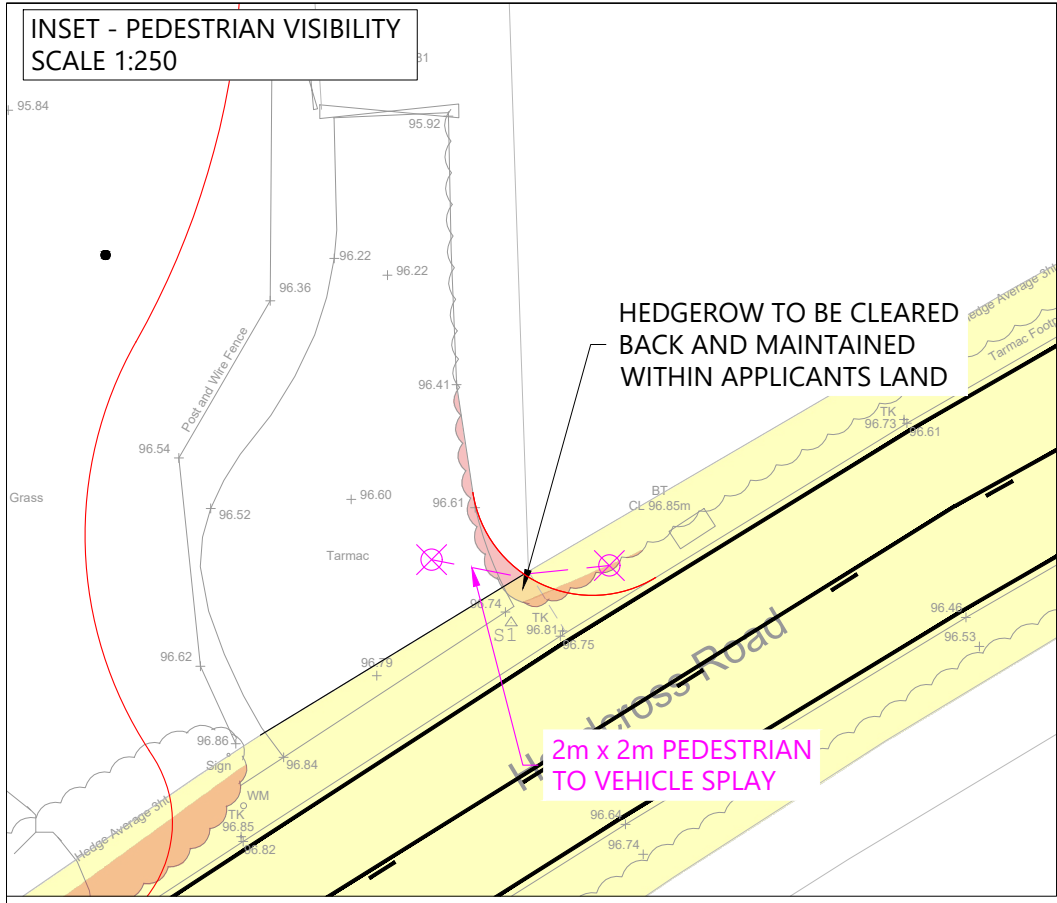 INSET - PEDESTRIAN VISIBILITY
SCALE 1:250
95.84
95.92
96.22
96.22
96.36
Post and Wire Fence
HEDGEROW TO BE CLEARED
BACK AND MAINTAINED
WITHIN APPLICANTS LAND
Hedge Average 3ht
Tarmac
96.41
TK
96.73
96.61
96.54
Grass
96.60
96.61
BT
CL 96.85m
96.52
Tarmac
96.74
S1
TK
96.81
96.75
96.46
96.53
96.62
96.79
Road
96.86
Sign
96.84
2m x 2m PEDESTRIAN
TO VEHICLE SPLAY
WM
TK
96.85
96.82
Hedge Average 3ht
96.64
96.74